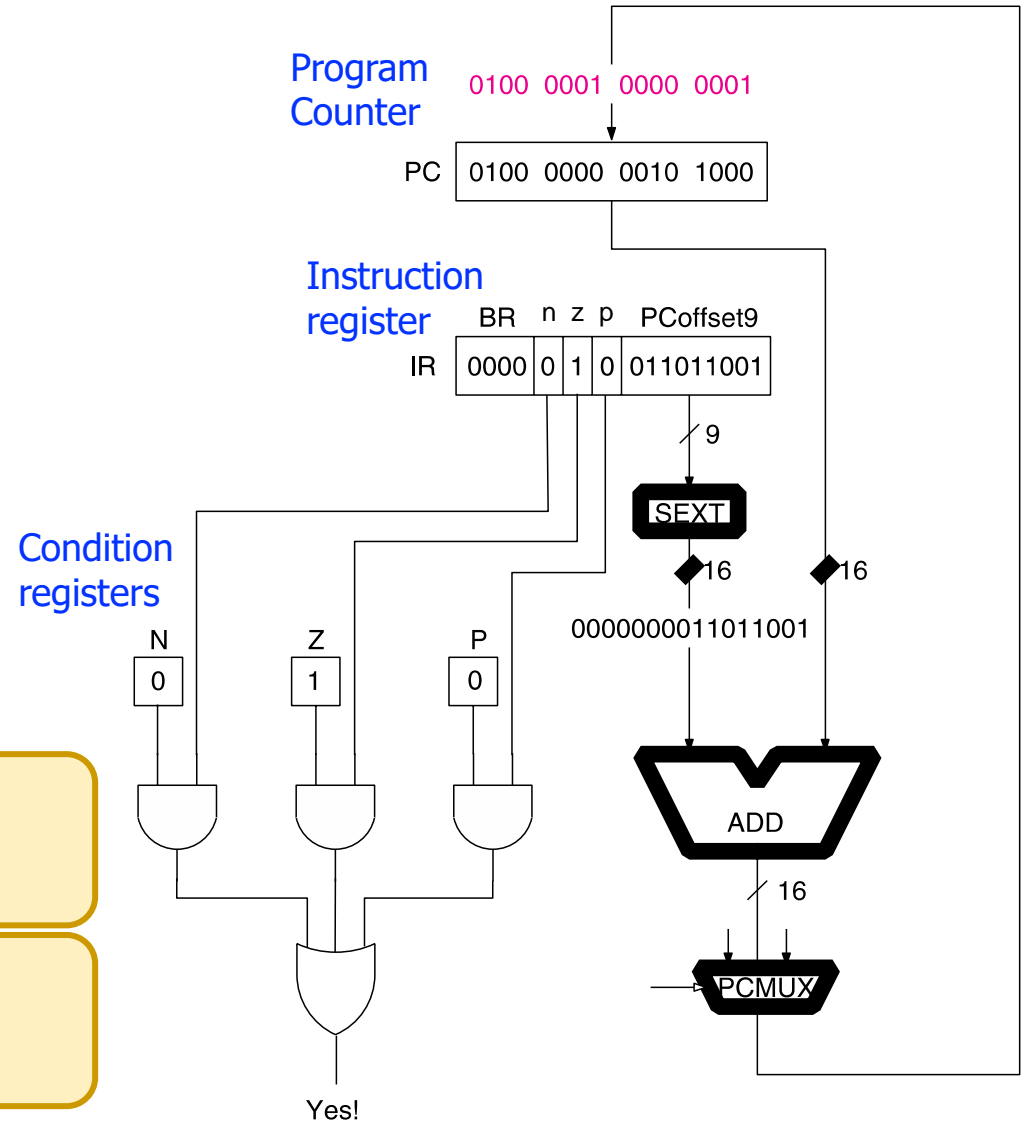 Program
Counter
0100 0001 0000 0001
PC 0100 0000 0010 1000
Instruction
register
BR n z p PCoffset9
IR 0000 0 1 0 011011001
9
SEXT
16 16
0000000011011001
Condition
registers
N Z P
0 1 0
ADD
16
PCMUX
Yes!